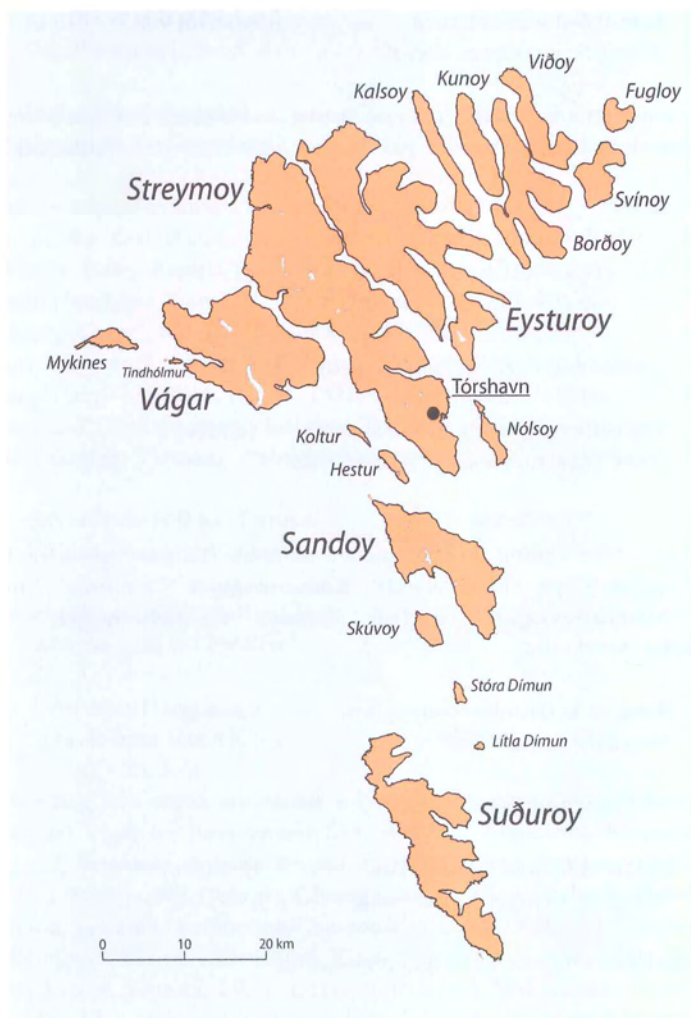 Viðoy
Kunoy
Kalsoy
Fugloy
Streymoy
Svínoy
Borðoy
Eysturoy
Mykines
Tindhólmur
Vágar
Tórshavn
Nólsoy
Koltur
Hestur
Sandoy
Skúvoy
Stóra Dímun
Lítla Dímun
Suðuroy
0 10 20 km